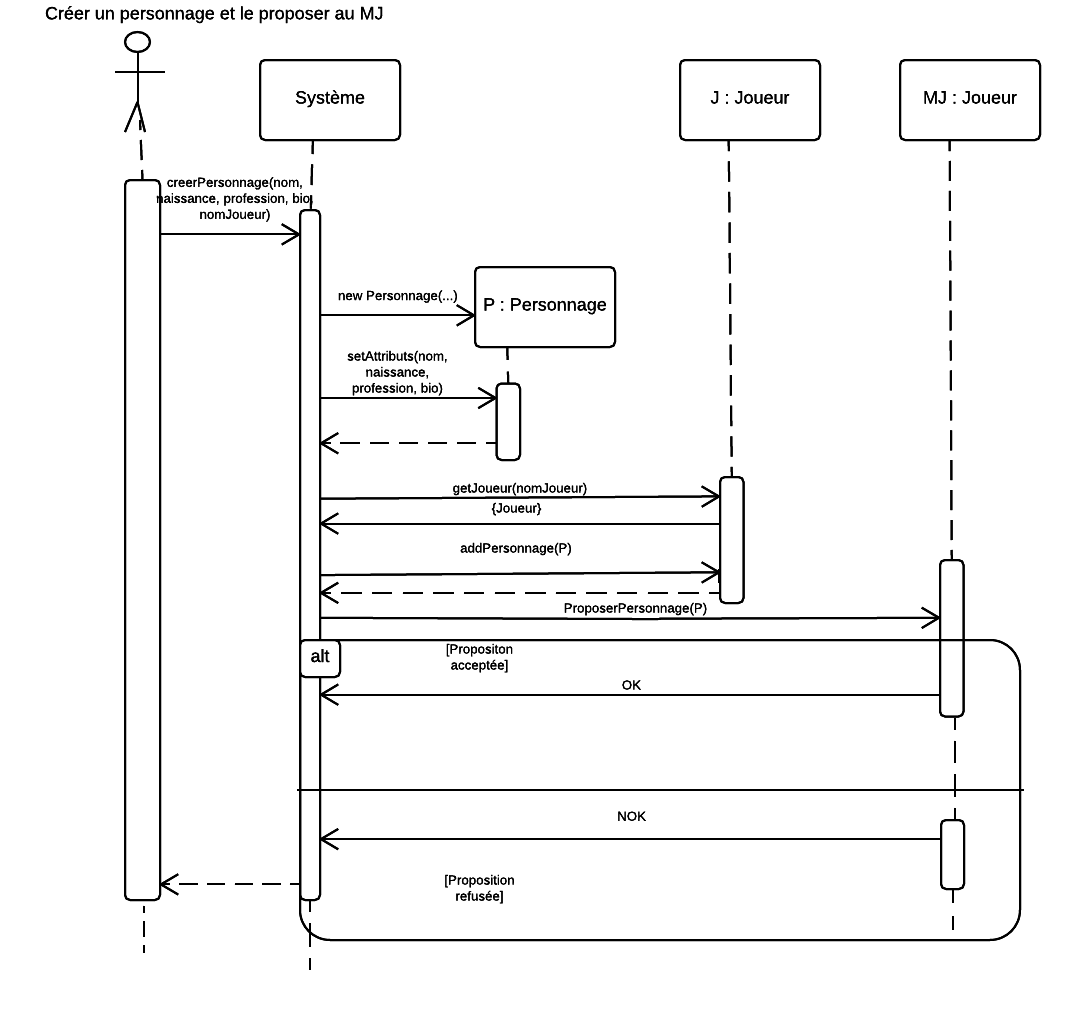 Créer un personnage et le proposer au MJ
Système
J : Joueur
MJ : Joueur
creerPersonnage(nom,
naissance, profession, bio,
nomJoueur)
new Personnage(...)
P : Personnage
setAttributs(nom,
naissance,
profession, bio)
getJoueur(nomJoueur)
{Joueur}
addPersonnage(P)
ProposerPersonnage(P)
alt
[Propositon
acceptée]
OK
NOK
[Proposition
refusée]